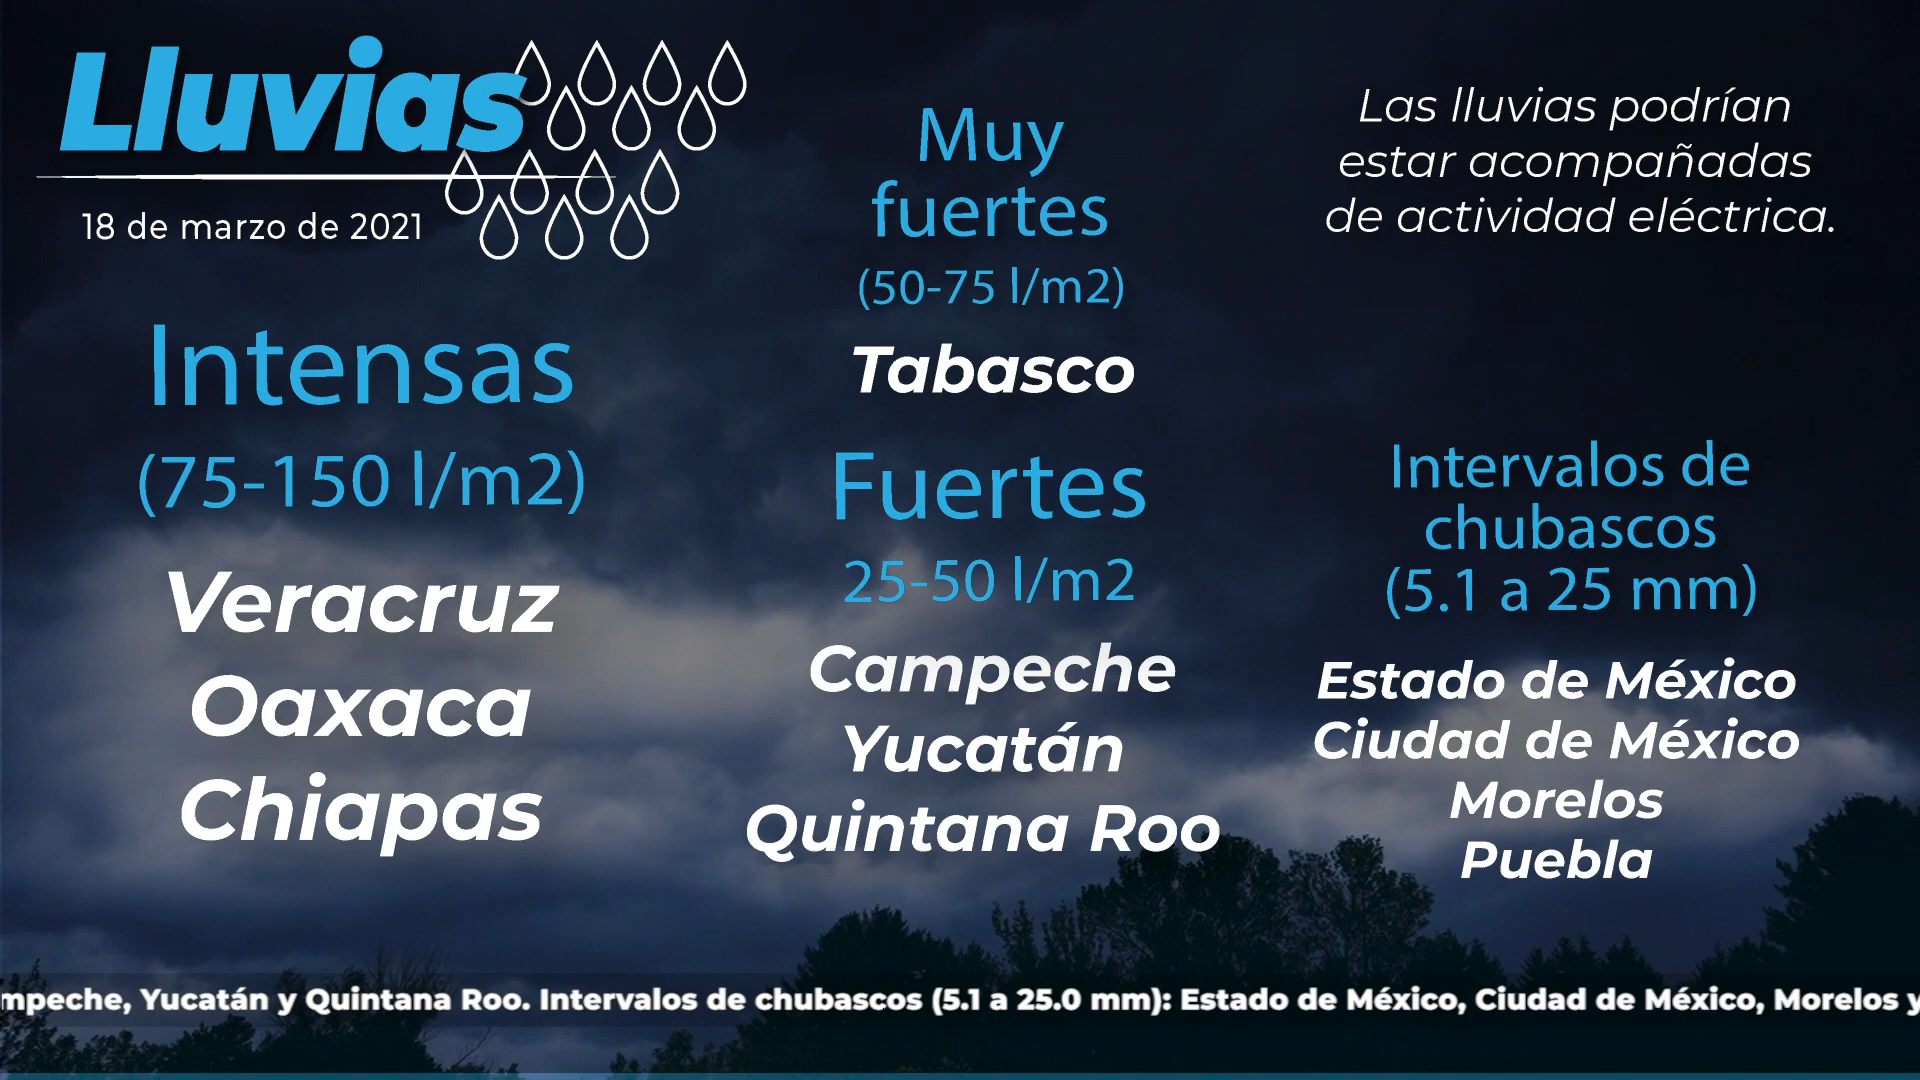 Lluvias
18 de marzo de 2021
Intensas
(75-150 l/m2)
Veracruz
Oaxaca
Chiapas
Muy
fuertes
(50-75 l/m2)
Tabasco
Fuertes
25-50 l/m2
Campeche
Yucatán
Quintana Roo
Las lluvias podrían
estar acompañadas
de actividad eléctrica.
Intervalos de
chubascos
(5.1 a 25 mm)
Estado de México
Ciudad de México
Morelos
Puebla
mpeche, Yucatán y Quintana Roo. Intervalos de chubascos (5.1 a 25.0 mm): Estado de México, Ciudad de México, Morelos y